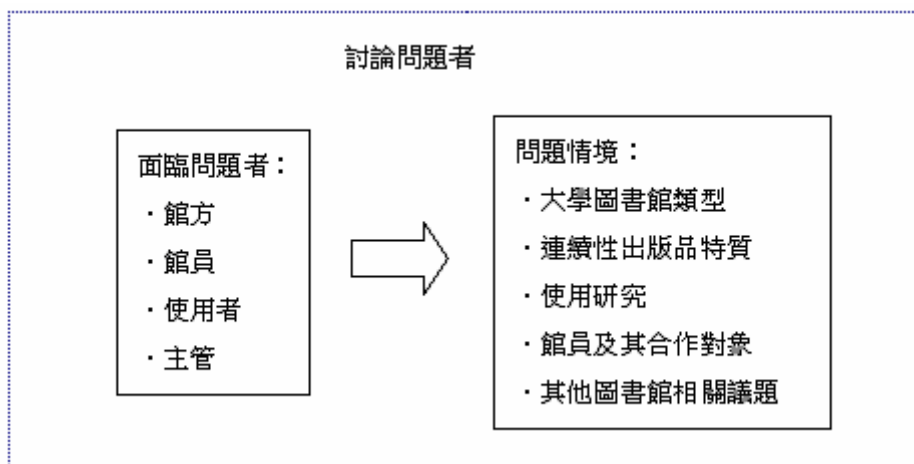 討論問題者
面臨問題者：
・館方
・館員
・使用者
・主管
問題情境：
・大學圖書館類型
・連續性出版品特質
・使用研究
・館員及其合作對象
・其他圖書館相關議題